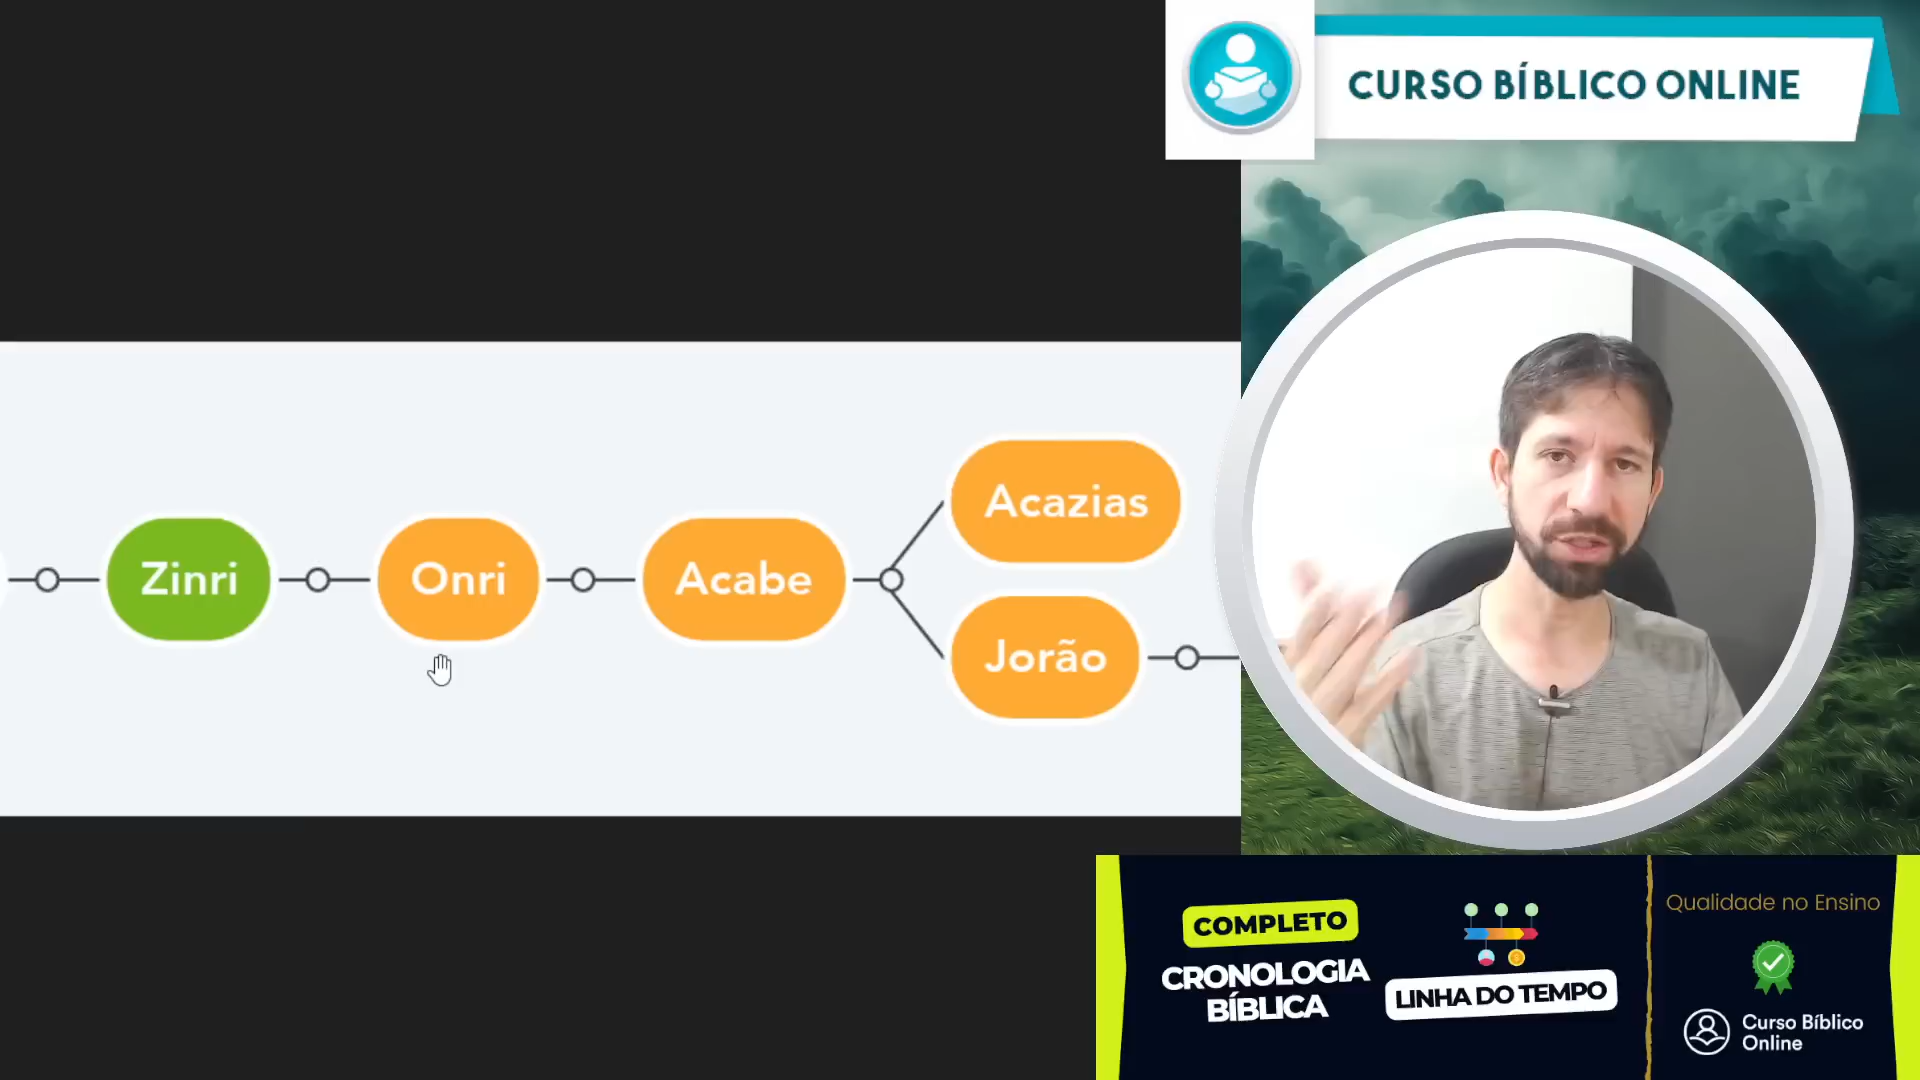 CURSO BÍBLICO ONLINE
Zinri
Onri
Acabe
Acazias
Jorão
COMPLETO
CRONOLOGIA
BÍBLICA
LINHA DO TEMPO
Qualidade no Ensino
Curso Bíblico
Online